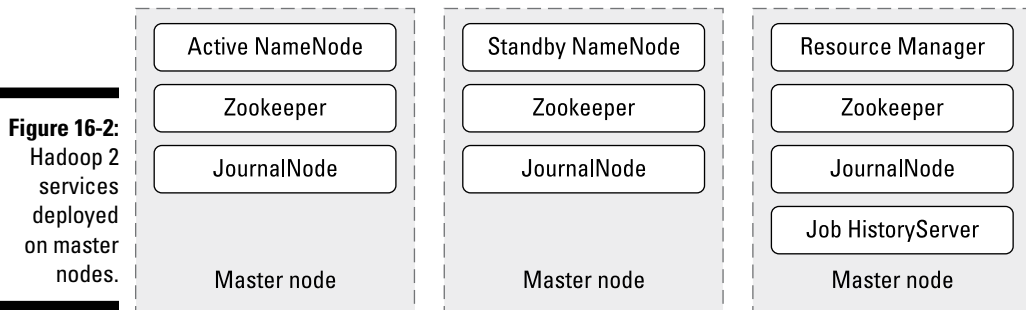 Figure 16-2:
Hadoop 2
services
deployed
on master
nodes.
Active NameNode
Zookeeper
JournalNode
Master node
Standby NameNode
Zookeeper
JournalNode
Master node
Resource Manager
Zookeeper
JournalNode
Job HistoryServer
Master node